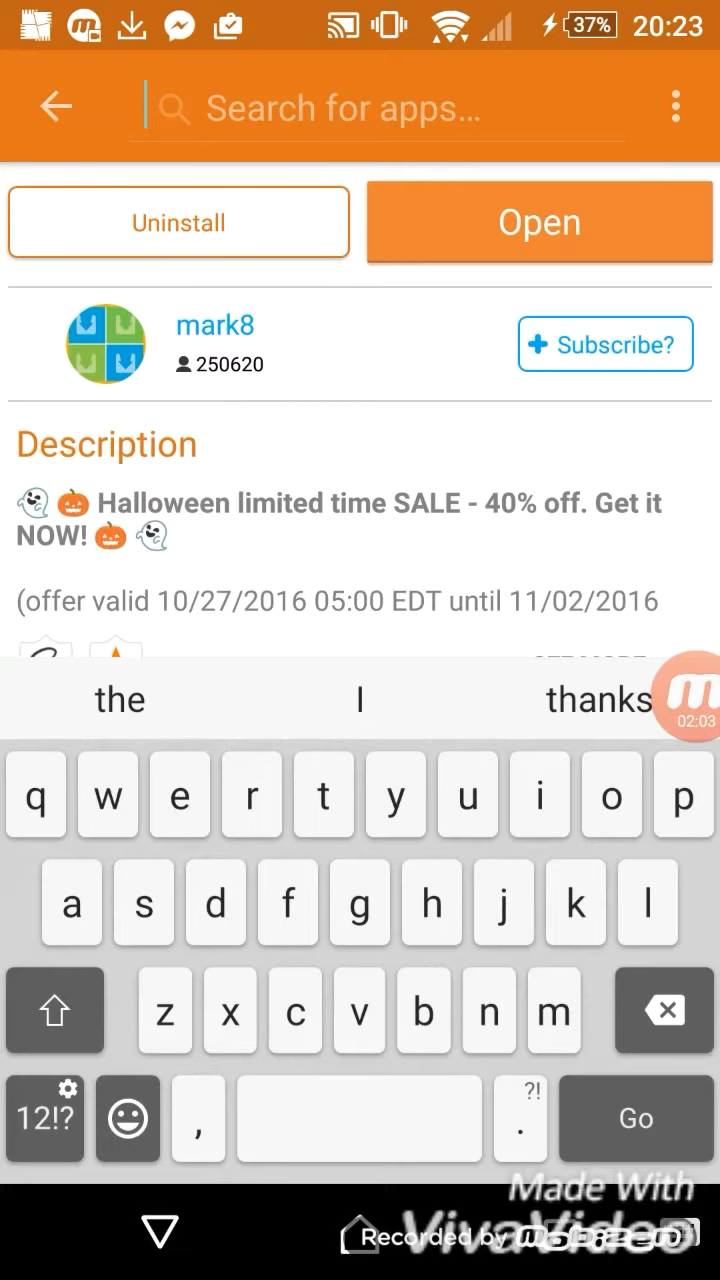 37% 20:23
Search for apps...
Uninstall Open
mark8
250620
Subscribe?
Description
Halloween limited time SALE - 40% off. Get it
NOW!
(offer valid 10/27/2016 05:00 EDT until 11/02/2016
the I thanks
02:03
q w e r t y u i o p
a s d f g h j k l
z x c v b n m
12!? , ?! . Go
Made With
VivaVideo
Recorded by